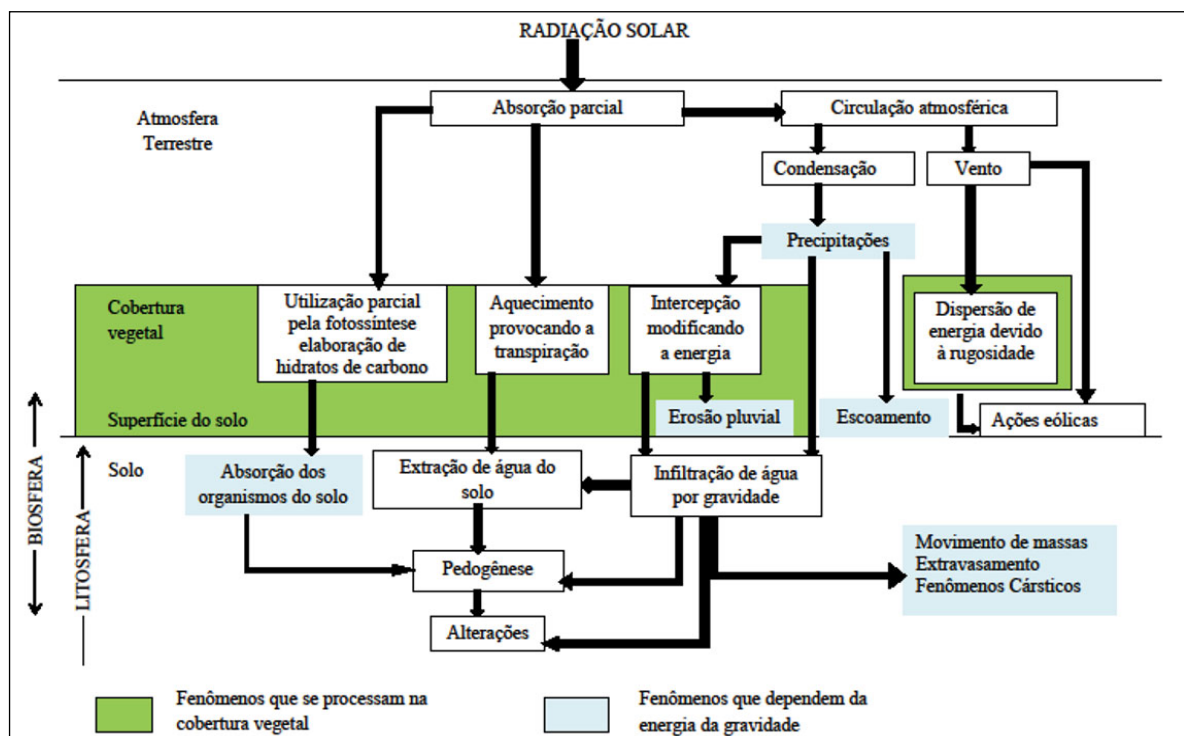 RADIAÇÃO SOLAR
Atmosfera
Terrestre
Absorção parcial
Circulação atmosférica
Condensação
Vento
Precipitações
Cobertura
vegetal
Utilização parcial
pela fotossíntese
elaboração de
hidratos de carbono
Aquecimento
provocando a
transpiração
Intercepção
modificando
a energia
Dispersão de
energia devido
à rugosidade
Superfície do solo
Erosão pluvial
Escoamento
Ações eólicas
BIOSFERA
LITOSFERA
Solo
Absorção dos
organismos do solo
Extração de água do
solo
Infiltração de água
por gravidade
Pedogênese
Movimento de massas
Extravasamento
Fenômenos Cársticos
Alterações
Fenômenos que se processam na
cobertura vegetal
Fenômenos que dependem da
energia da gravidade